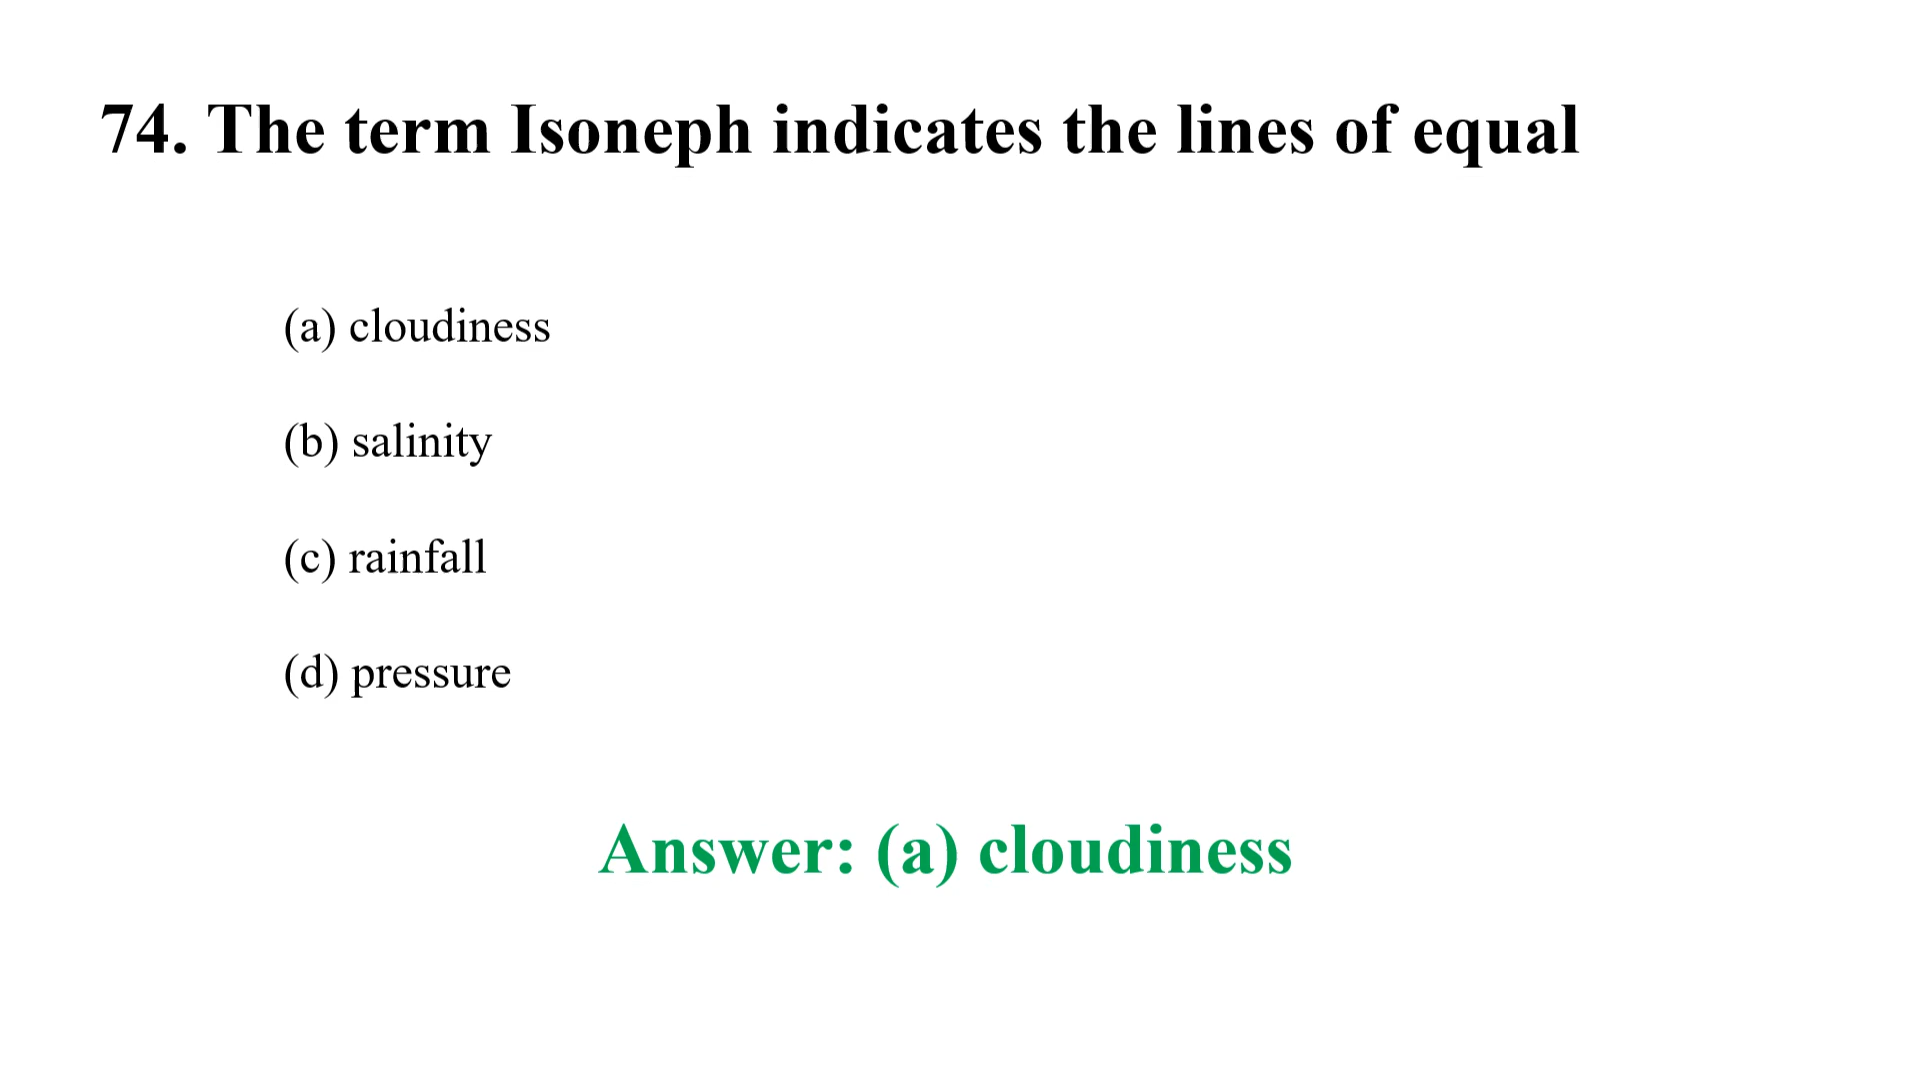 74. The term Isoneph indicates the lines of equal
(a) cloudiness
(b) salinity
(c) rainfall
(d) pressure
Answer: (a) cloudiness